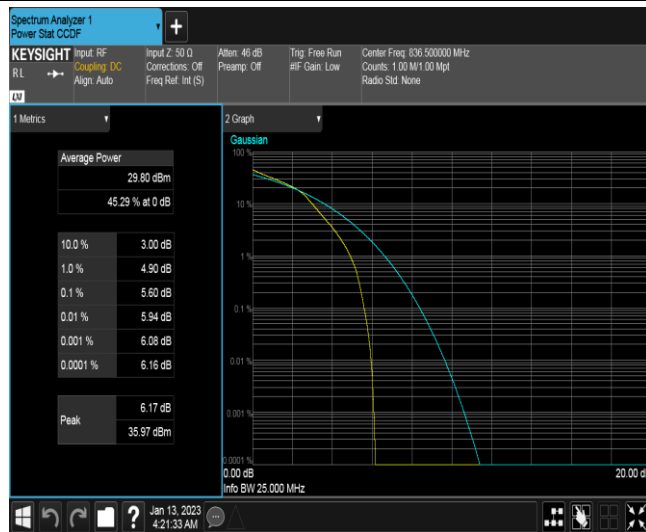 Spectrum Analyzer 1
Power Stat CCDF
+
KEYSIGHT
RL
LXI
Input: RF
Coupling: DC
Align: Auto
Input Z: 50 Ω
Corrections: Off
Freq Ref: Int (S)
Atten: 46 dB
Preamp: Off
Trig: Free Run
#IF Gain: Low
Center Freq: 836.500000 MHz
Counts: 1.00 M/1.00 Mpt
Radio Std: None
1 Metrics
Average Power
29.80 dBm
45.29 % at 0 dB
10.0 % 3.00 dB
1.0 % 4.90 dB
0.1 % 5.60 dB
0.01 % 5.94 dB
0.001 % 6.08 dB
0.0001 % 6.16 dB
Peak
6.17 dB
35.97 dBm
2 Graph
Gaussian
100 %
10 %
1 %
0.1 %
0.01 %
0.001 %
0.0001 %
0.00 dB
20.00 d
Info BW 25.000 MHz
?
Jan 13, 2023
4:21:33 AM